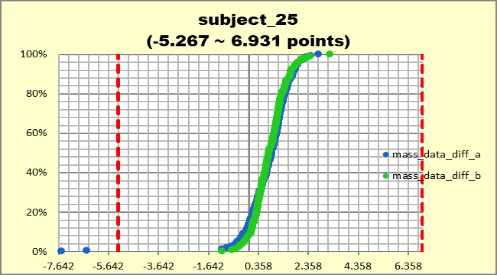 subject_25
(-5.267 ~ 6.931 points)
100%
80%
60%
40%
20%
0%
mass_data_diff_a
mass_data_diff_b
-7.642 -5.642 -3.642 -1.642 0.358 2.358 4.358 6.358